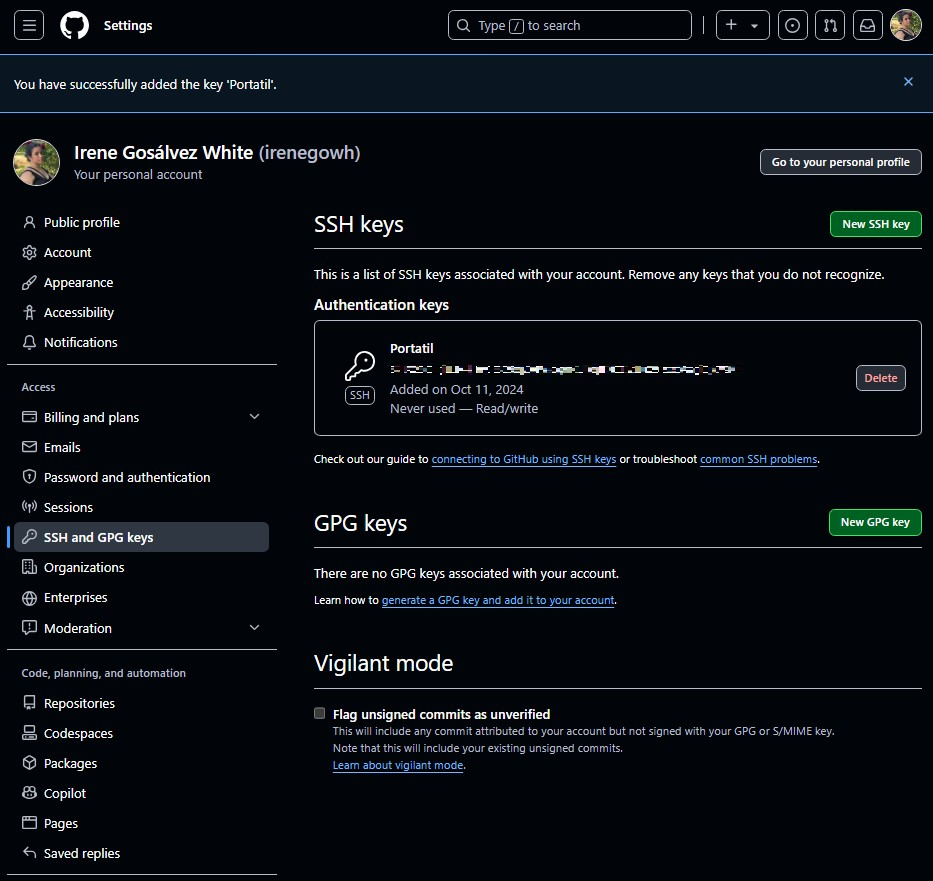 Settings
Type / to search
You have successfully added the key 'Portatil'.
Irene Gosálvez White (irenegowh)
Your personal account
Go to your personal profile
Public profile
Account
Appearance
Accessibility
Notifications
Access
Billing and plans
Emails
Password and authentication
Sessions
SSH and GPG keys
Organizations
Enterprises
Moderation
Code, planning, and automation
Repositories
Codespaces
Packages
Copilot
Pages
Saved replies
SSH keys
New SSH key
This is a list of SSH keys associated with your account. Remove any keys that you do not recognize.
Authentication keys
Portatil
SSH
Added on Oct 11, 2024
Never used — Read/write
Delete
Check out our guide to connecting to GitHub using SSH keys or troubleshoot common SSH problems.
GPG keys
New GPG key
There are no GPG keys associated with your account.
Learn how to generate a GPG key and add it to your account.
Vigilant mode
Flag unsigned commits as unverified
This will include any commit attributed to your account but not signed with your GPG or S/MIME key.
Note that this will include your existing unsigned commits.
Learn about vigilant mode.